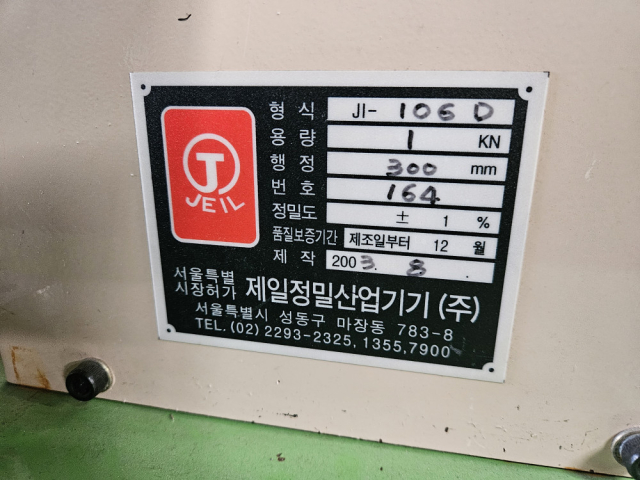 J
JEIL
형 식 JI- 106 D
용 량 1 KN
행 정 300 mm
번 호 164
정밀도 ± 1 %
품질보증기간 제조일부터 12 월
제 작 2003. 8 .
서울특별
시장허가 제일정밀산업기기 (주)
서울특별시 성동구 마장동 783-8
TEL. (02) 2293-2325, 1355,7900